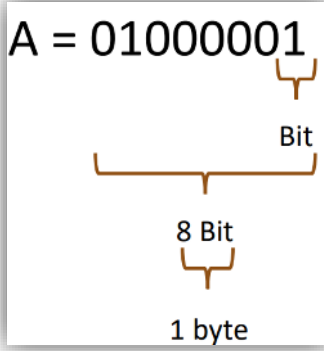 A = 01000001
Bit
8 Bit
1 byte